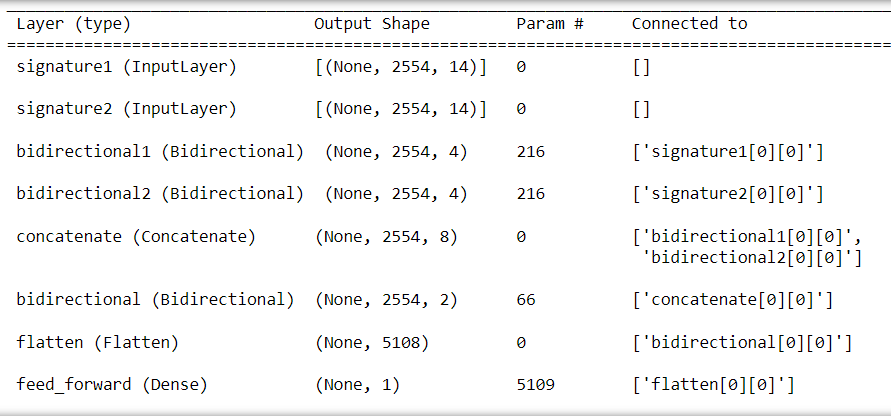 Layer (type) Output Shape Param # Connected to
signature1 (InputLayer) [(None, 2554, 14)] 0 []
signature2 (InputLayer) [(None, 2554, 14)] 0 []
bidirectional1 (Bidirectional) (None, 2554, 4) 216 ['signature1[0][0]']
bidirectional2 (Bidirectional) (None, 2554, 4) 216 ['signature2[0][0]']
concatenate (Concatenate) (None, 2554, 8) 0 ['bidirectional1[0][0]',
'bidirectional2[0][0]']
bidirectional (Bidirectional) (None, 2554, 2) 66 ['concatenate[0][0]']
flatten (Flatten) (None, 5108) 0 ['bidirectional[0][0]']
feed_forward (Dense) (None, 1) 5109 ['flatten[0][0]']